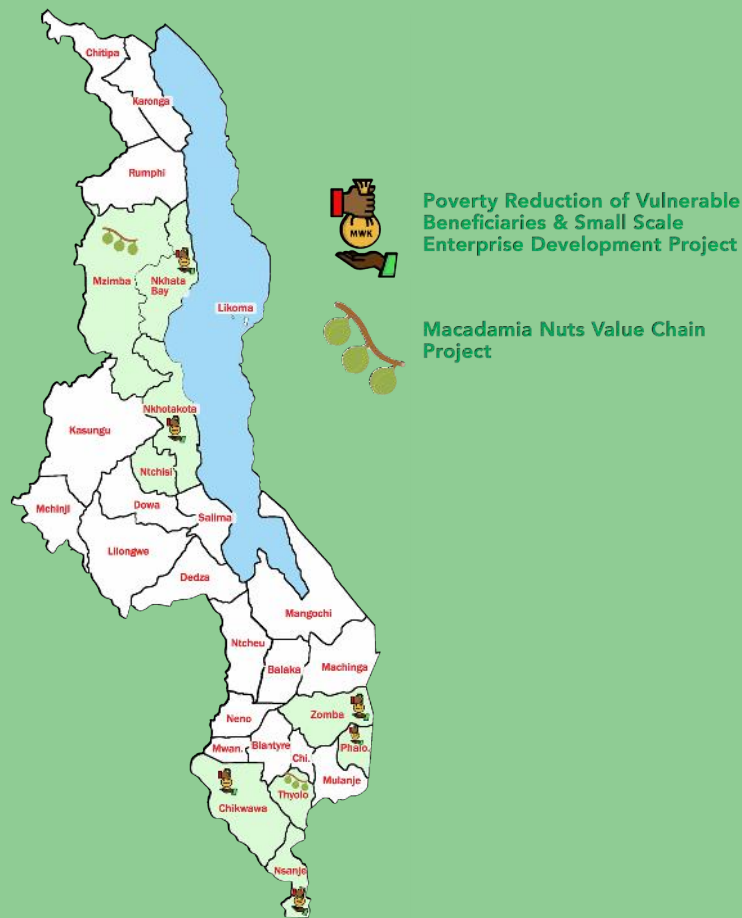 Chitipa
Karonga
Rumphi
Mzimba
Nkhata
Bay
Likoma
MWK
Poverty Reduction of Vulnerable
Beneficiaries & Small Scale
Enterprise Development Project
Macadamia Nuts Value Chain
Project
Nkhotakota
Kasungu
Ntchisi
Mchinji
Dowa
Salima
Lilongwe
Dedza
Mangochi
Ntcheu
Balaka
Machinga
Neno
Zomba
Mwan.
Blantyre
Chi.
Phalo.
Mulanje
Thyolo
Chikwawa
Nsanje